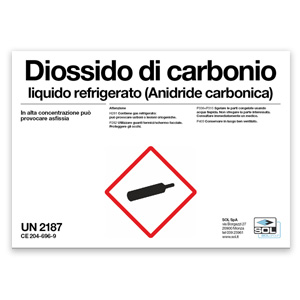 Diossido di carbonio
liquido refrigerato (Anidride carbonica)
In alta concentrazione può
provocare asfissia
Attenzione
H281 Contiene gas refrigerato;
può provocare ustioni o lesioni criogeniche.
P282 Utilizzare guanti termici/schermo facciale.
Proteggere gli occhi.
P336+P315 Sgelare le parti congelate usando
acqua tiepida. Non sfregare la parte interessata.
Consultare immediatamente un medico.
P403 Conservare in luogo ben ventilato.
UN 2187
CE 204-696-9
SOL SpA
via Borgazzi 27
20900 Monza
www.sol.it
SOL